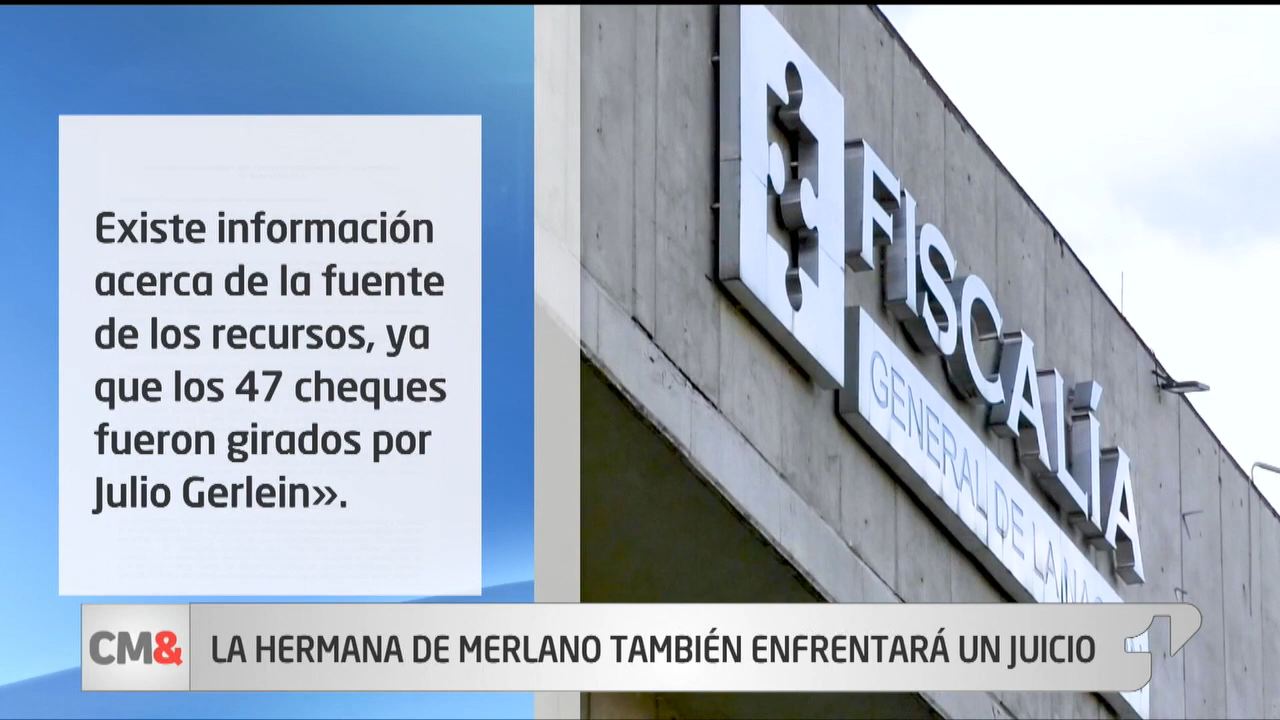 Existe información
acerca de la fuente
de los recursos, ya
que los 47 cheques
fueron girados por
Julio Gerlein».
FISCALÍA
GENERAL DE LA
CM&
LA HERMANA DE MERLANO TAMBIÉN ENFRENTARÁ UN JUICIO
1